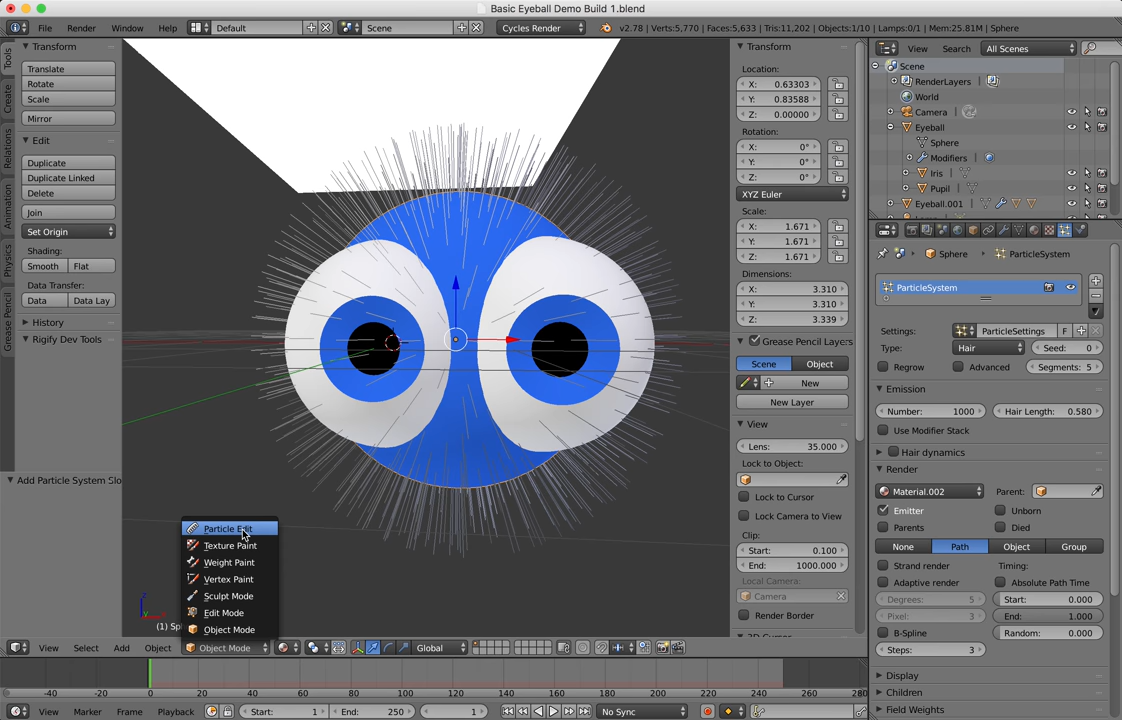 Basic Eyeball Demo Build 1.blend
File Render Window Help Default Scene Cycles Render v2.78 | Verts:5,770 | Faces:5,633 | Tris:11,202 | Objects:1/10 | Lamps:0/1 | Mem:25.81M | Sphere
Tools
Create
Relations
Animation
Physics
Grease Pencil
Transform
Translate
Rotate
Scale
Mirror
Edit
Duplicate
Duplicate Linked
Delete
Join
Set Origin
Shading:
Smooth Flat
Data Transfer:
Data Data Lay
History
Rigify Dev Tools
Add Particle System Slo
Particle Edit
Texture Paint
Weight Paint
Vertex Paint
Sculpt Mode
Edit Mode
Object Mode
z
(1) Sp
View Select Add Object Object Mode Global
Transform
Location:
X: 0.63303
Y: 0.83588
Z: 0.00000
Rotation:
X: 0°
Y: 0°
Z: 0°
XYZ Euler
Scale:
X: 1.671
Y: 1.671
Z: 1.671
Dimensions:
X: 3.310
Y: 3.310
Z: 3.339
Grease Pencil Layers
Scene Object
New
New Layer
View
Lens: 35.000
Lock to Object:
Lock to Cursor
Lock Camera to View
Clip:
Start: 0.100
End: 1000.000
Local Camera:
Camera
Render Border
View Search All Scenes
Scene
RenderLayers
World
Camera
Eyeball
Sphere
Modifiers
Iris
Pupil
Eyeball.001
Sphere ParticleSystem
ParticleSystem
Settings: ParticleSettings F
Type: Hair Seed: 0
Regrow Advanced Segments: 5
Emission
Number: 1000 Hair Length: 0.580
Use Modifier Stack
Hair dynamics
Render
Material.002 Parent:
Emitter Unborn
Parents Died
None Path Object Group
Strand render Timing:
Adaptive render Absolute Path Time
Degrees: 5 Start: 0.000
Pixel: 3 End: 1.000
B-Spline Random: 0.000
Steps: 3
Display
Children
Field Weights
-40 -20 0 20 40 60 80 100 120 140 160 180 200 220 240 260 280
View Marker Frame Playback Start: 1 End: 250 1 No Sync